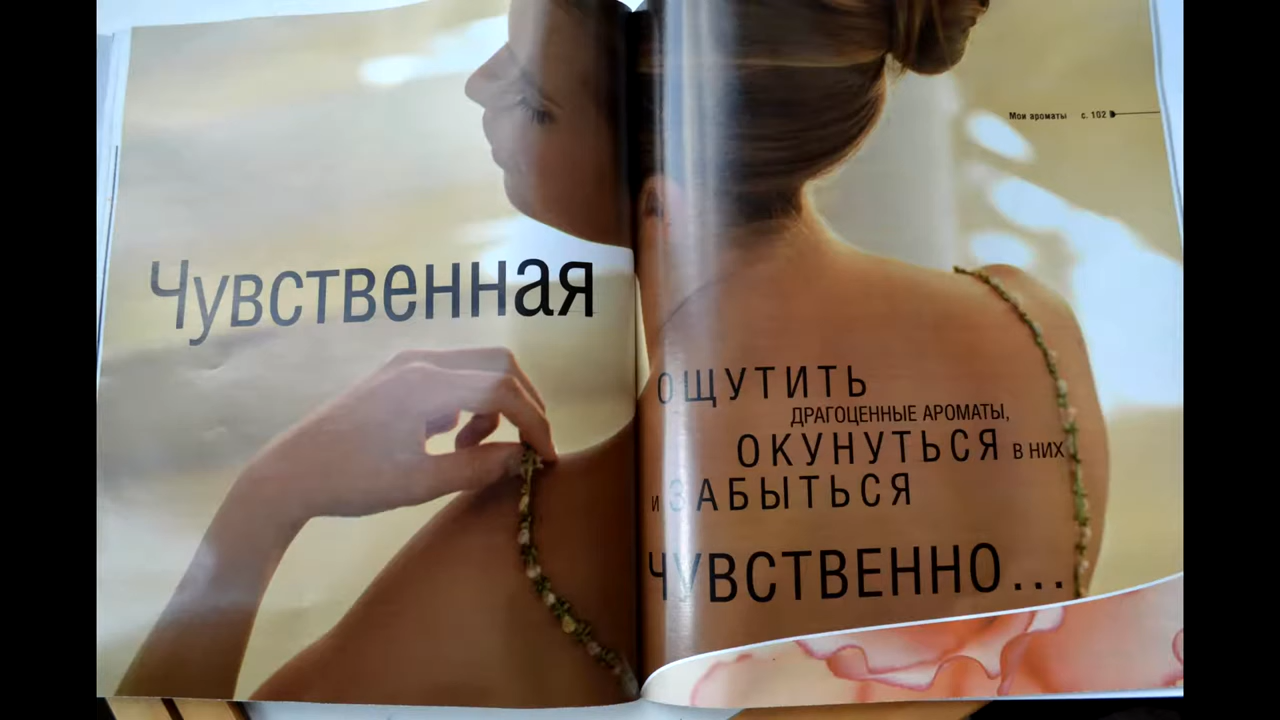 Чувственная
Мои ароматы с. 102
ОЩУТИТЬ
ДРАГОЦЕННЫЕ АРОМАТЫ,
ОКУНУТЬСЯ В НИХ
И ЗАБЫТЬСЯ
ЧУВСТВЕННО...